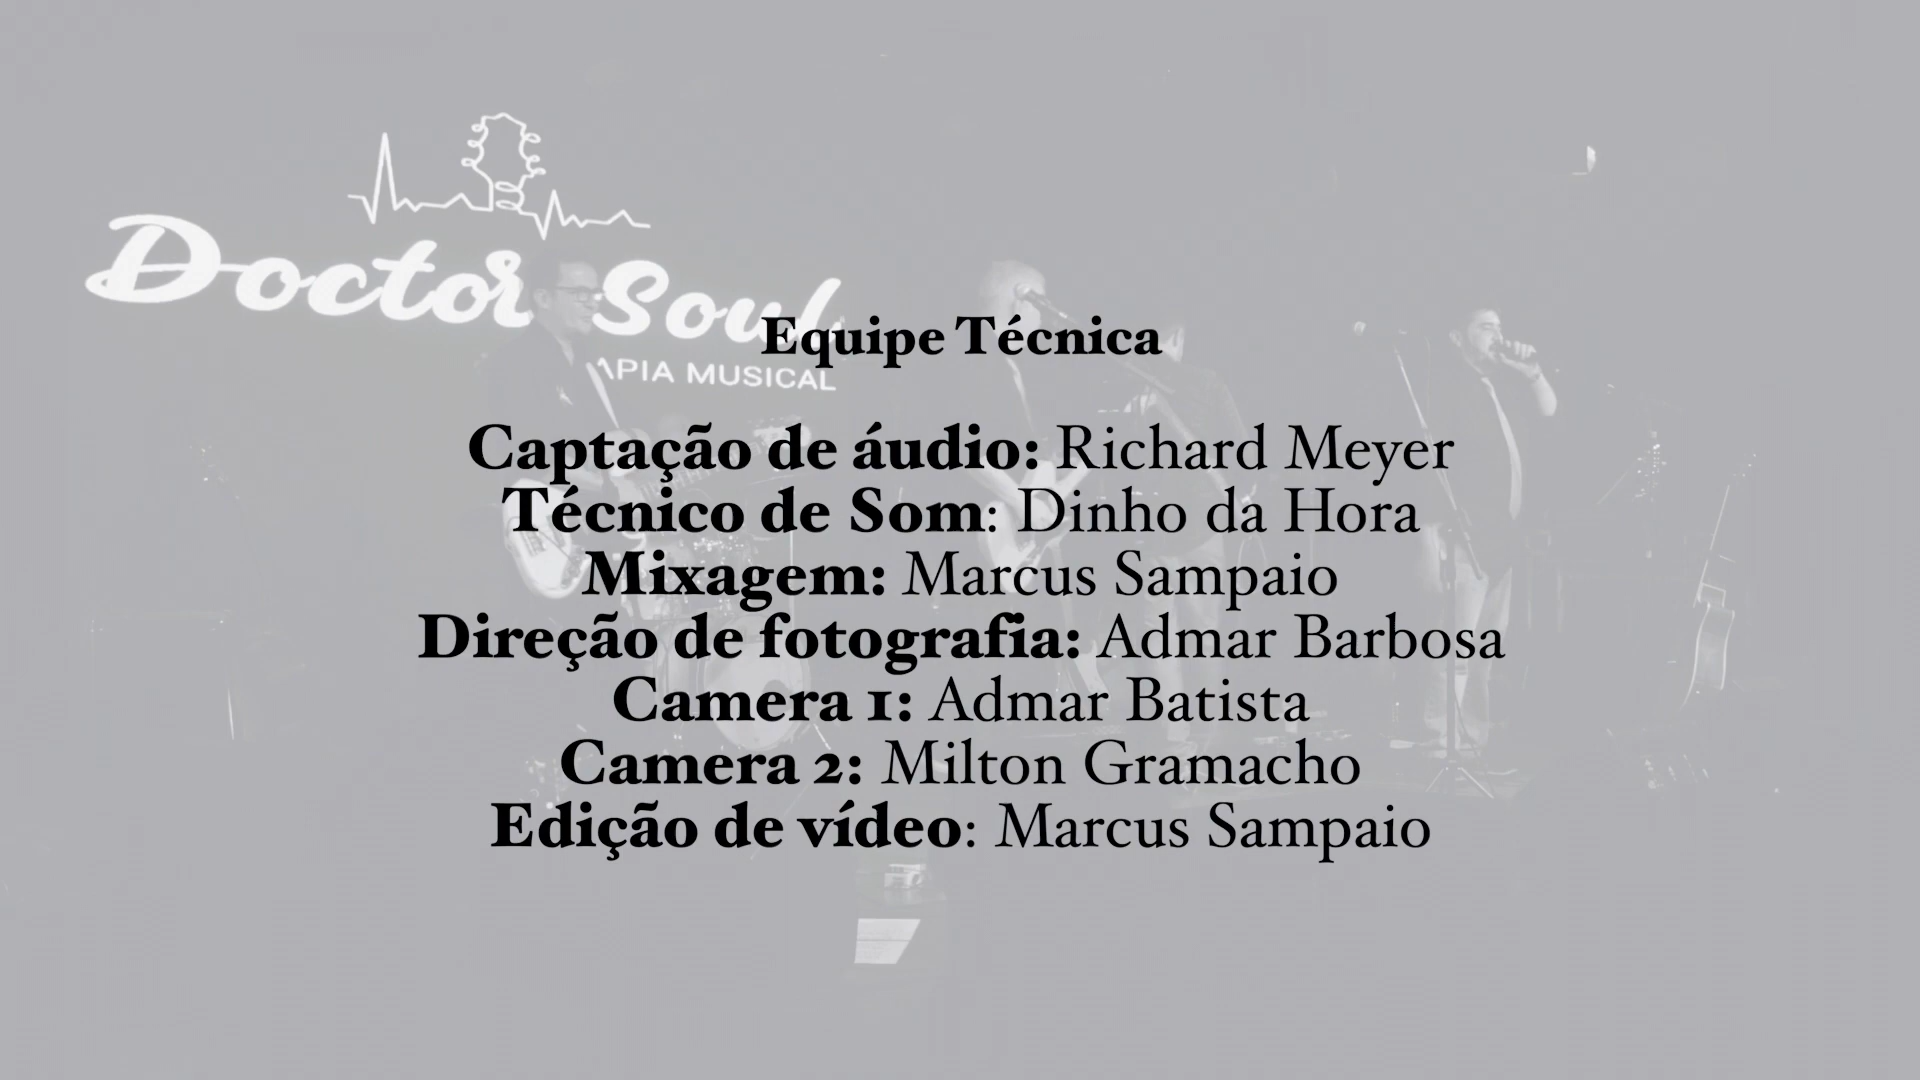 Doctor Soul
APIA MUSICAL
Equipe Técnica
Captação de áudio: Richard Meyer
Técnico de Som: Dinho da Hora
Mixagem: Marcus Sampaio
Direção de fotografia: Admar Barbosa
Camera 1: Admar Batista
Camera 2: Milton Gramacho
Edição de vídeo: Marcus Sampaio